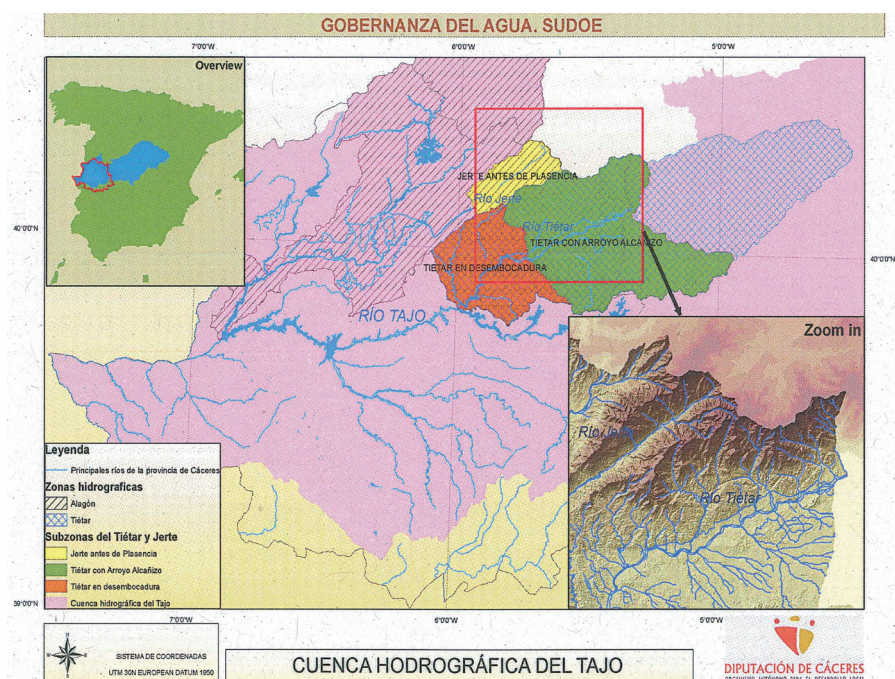 GOBERNANZA DEL AGUA. SUDOE
7°0'0"W
6°0'0"W
5°0'0"W
Overview
40°0'0"N
40°0'0"N
JERTE ANTES DE PLASENCIA
Río Jerte
Río Tiétar
TIÉTAR CON ARROYO ALCAÑIZO
TIÉTAR EN DESEMBOCADURA
RÍO TAJO
Zoom in
Río Jerte
Río Tiétar
Leyenda
Principales ríos de la provincia de Cáceres
Zonas hidrograficas
Alagón
Tiétar
Subzonas del Tiétar y Jerte
Jerte antes de Plasencia
Tiétar con Arroyo Alcañizo
Tiétar en desembocadura
Cuenca hidrográfica del Tajo
39°0'0"N
39°0'0"N
7°0'0"W
6°0'0"W
5°0'0"W
N
SISTEMA DE COORDENADAS
UTM 30N EUROPEAN DATUM 1950
CUENCA HODROGRÁFICA DEL TAJO
DIPUTACIÓN DE CÁCERES